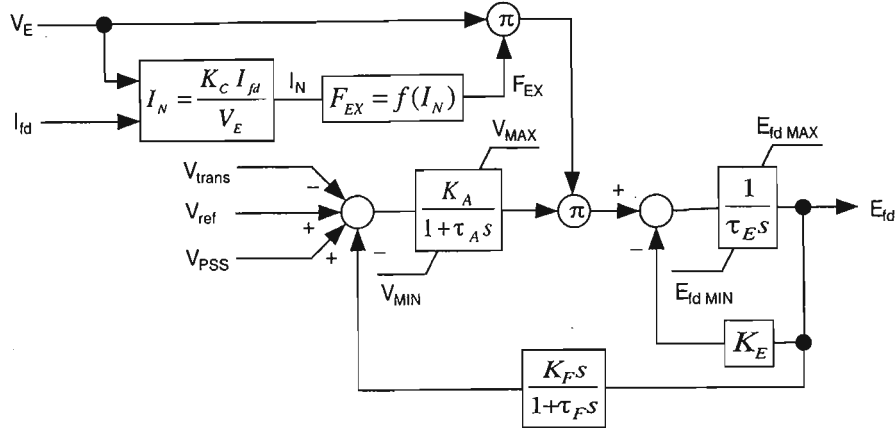 V_E
π
I_N = K_C I_fd / V_E
I_N
F_EX = f(I_N)
F_EX
I_fd
V_MAX
E_fd MAX
V_trans
−
K_A / 1 + τ_A s
+
1 / τ_E s
V_ref
+
π
E_fd
V_PSS
+
−
−
V_MIN
E_fd MIN
K_E
K_F s / 1+τ_F s